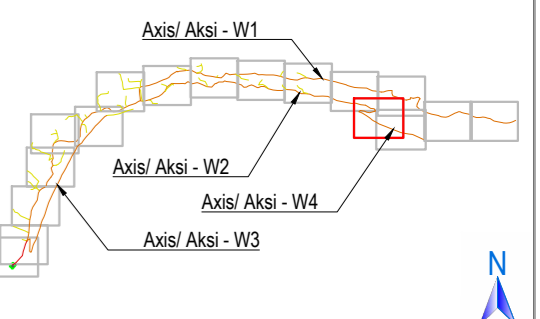 Axis/ Aksi - W1
Axis/ Aksi - W2
Axis/ Aksi - W4
Axis/ Aksi - W3
N